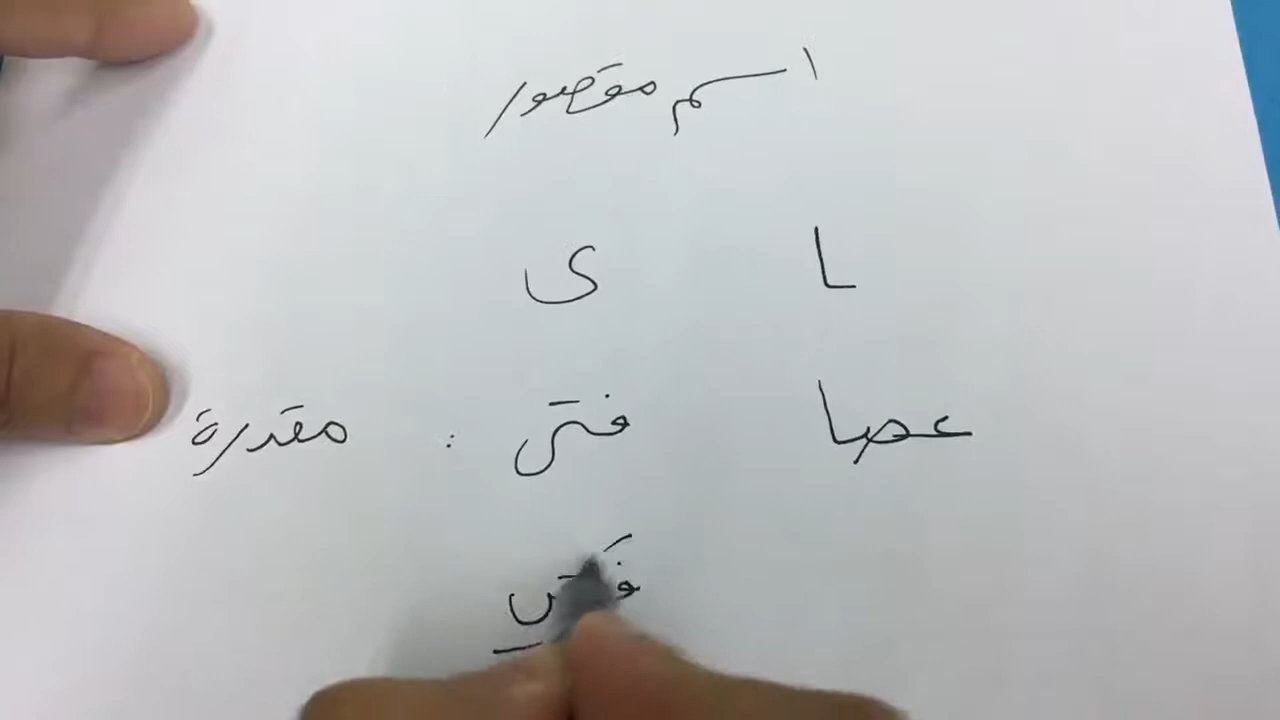 اسم مقصور
ا ى
عصا فتى : مقدرة